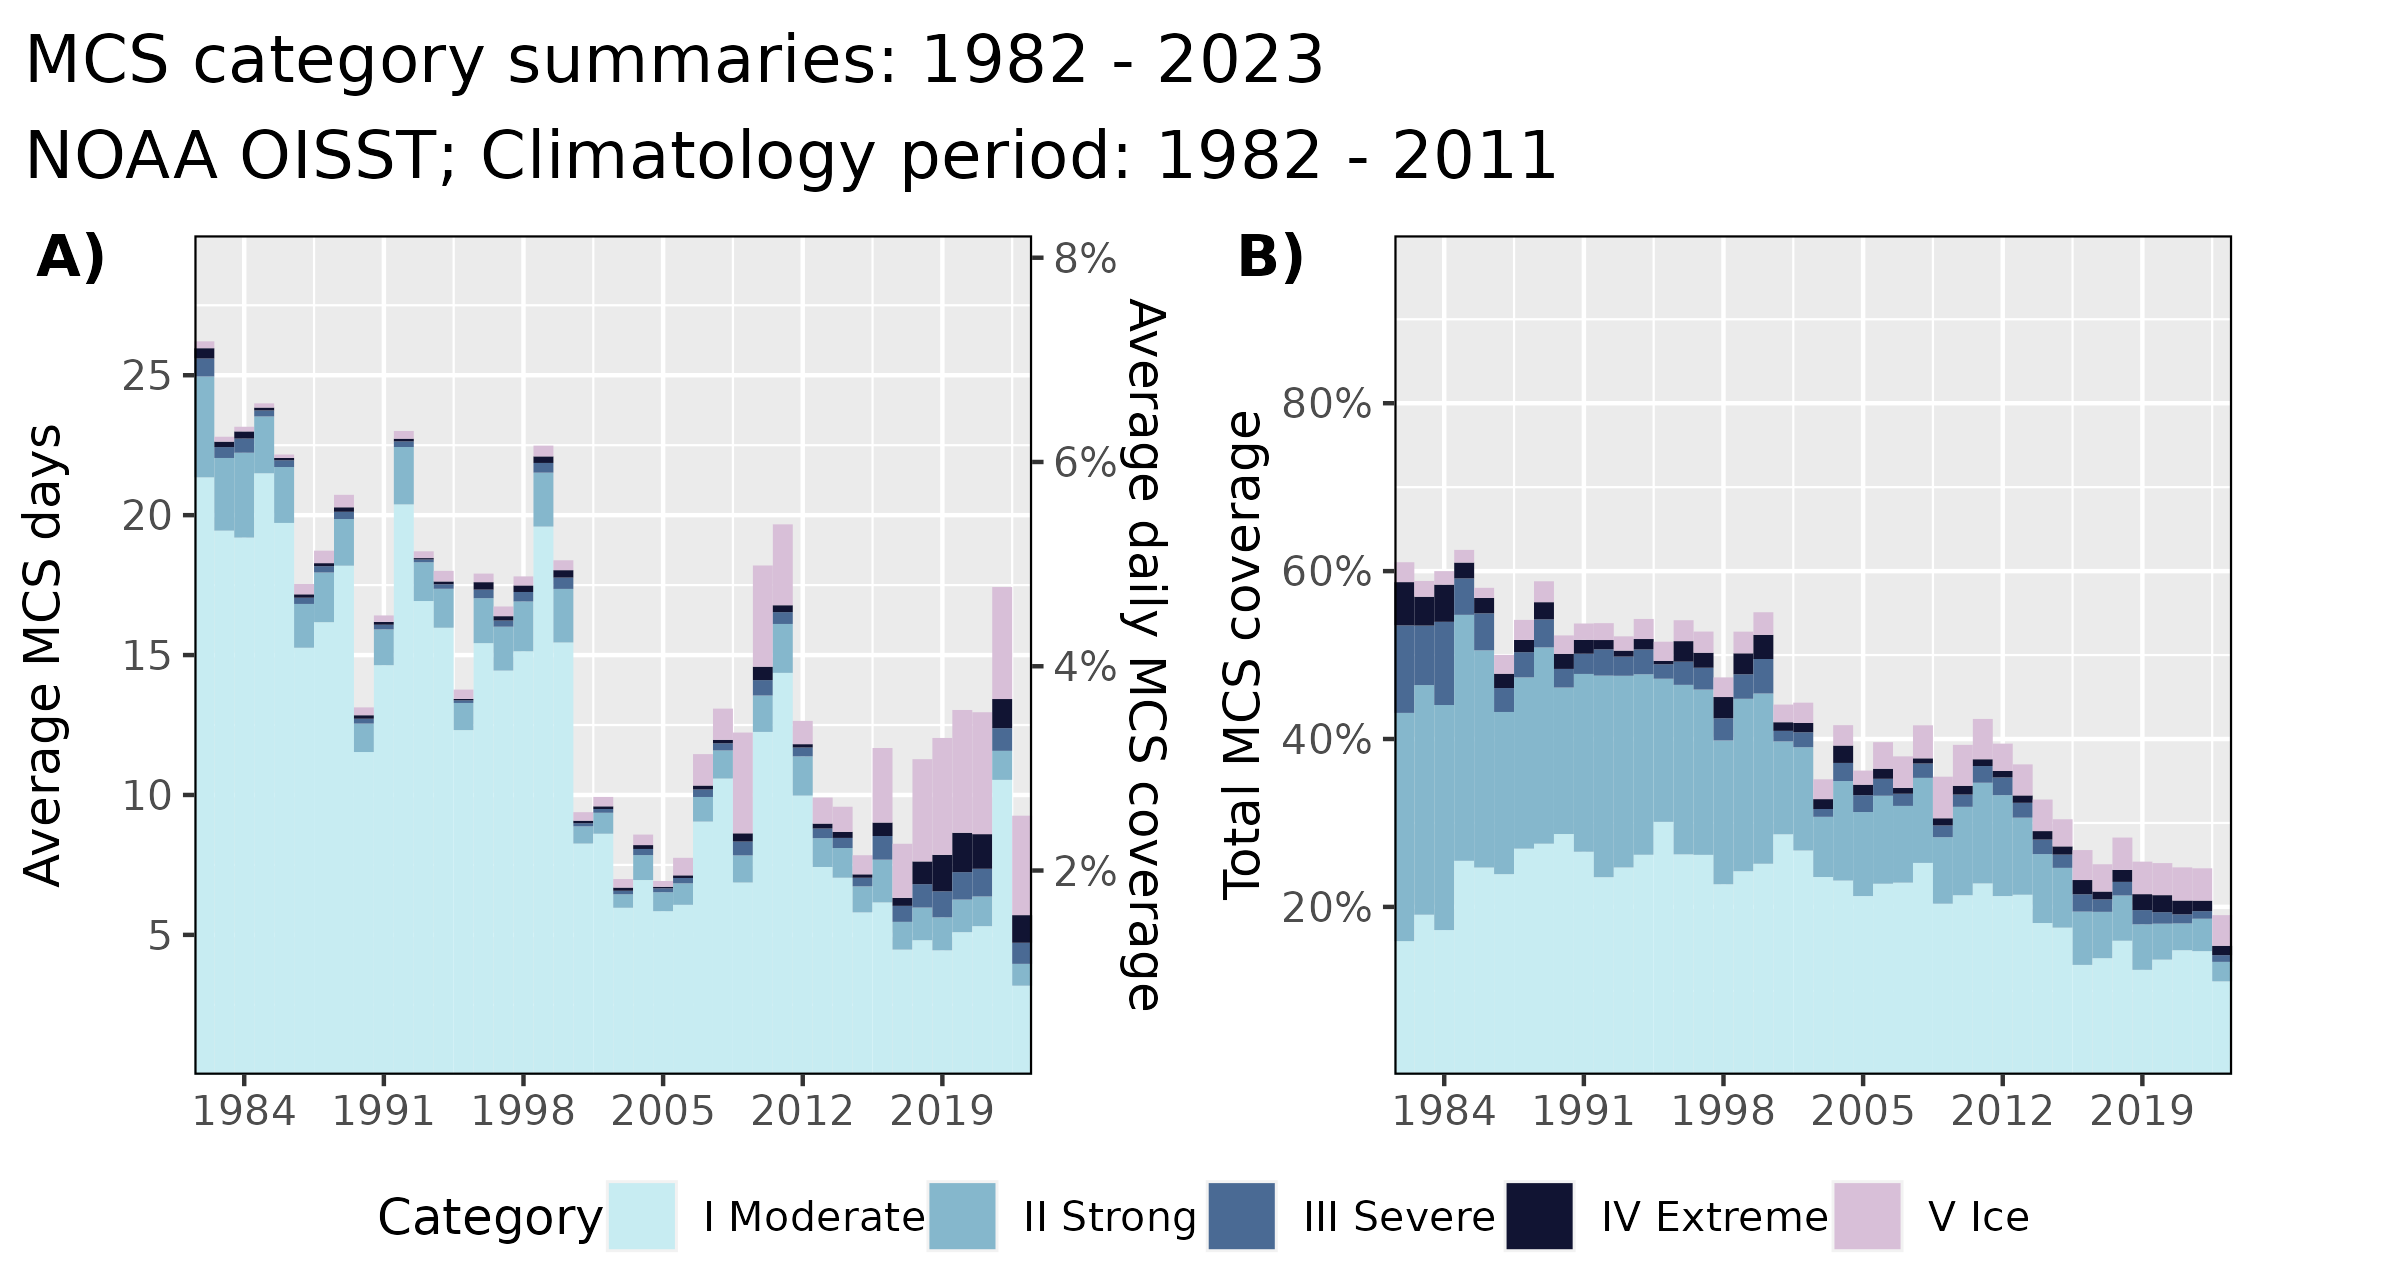 MCS category summaries: 1982 - 2023
NOAA OISST; Climatology period: 1982 - 2011
A)
Average MCS days
25
20
15
10
5
8%
6%
4%
2%
Average daily MCS coverage
1984 1991 1998 2005 2012 2019
B)
Total MCS coverage
80%
60%
40%
20%
1984 1991 1998 2005 2012 2019
Category I Moderate II Strong III Severe IV Extreme V Ice